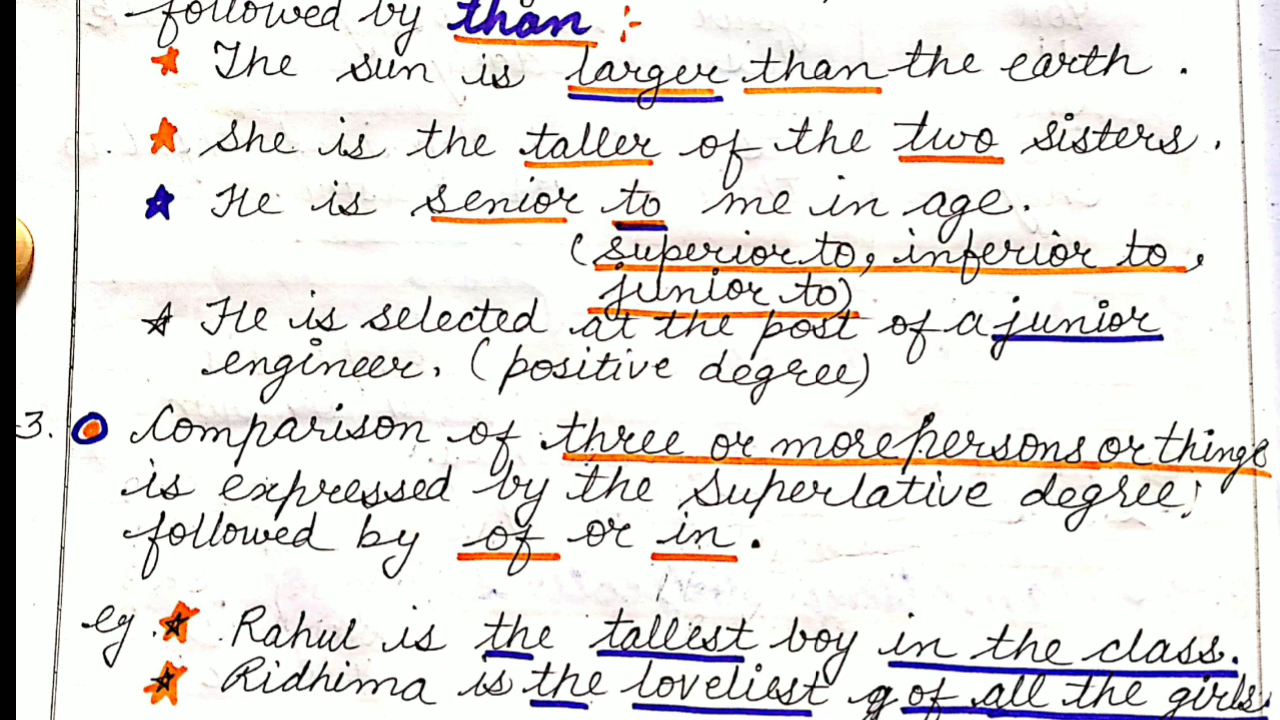 followed by than :-
★ The sun is larger than the earth .
★ She is the taller of the two sisters .
★ He is senior to me in age.
(superior to, inferior to,
junior to)
★ He is selected at the post of a junior
engineer. (positive degree)
3. Comparison of three or more persons or things
is expressed by the superlative degree;
followed by of or in.
eg. ★ Rahul is the tallest boy in the class.
★ Ridhima is the loveliest of all the girls.